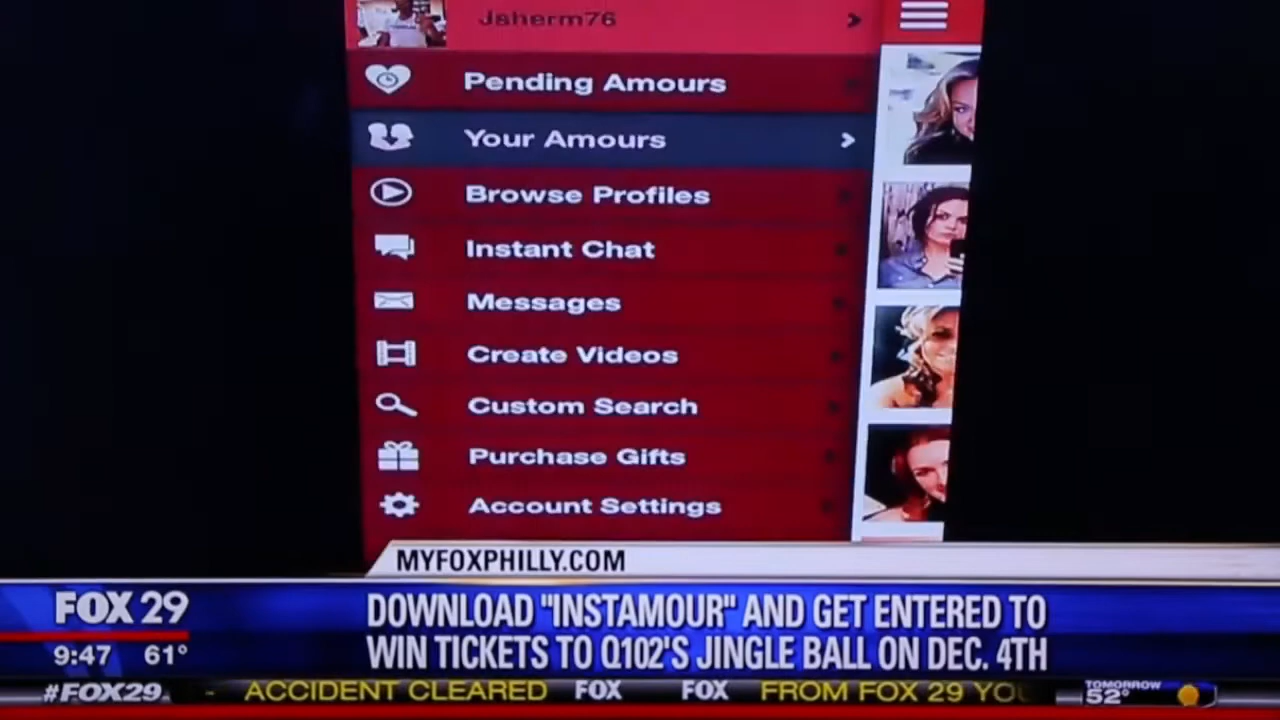 Jsherm76
Pending Amours
Your Amours
Browse Profiles
Instant Chat
Messages
Create Videos
Custom Search
Purchase Gifts
Account Settings
MYFOXPHILLY.COM
FOX 29
9:47 61°
DOWNLOAD "INSTAMOUR" AND GET ENTERED TO
WIN TICKETS TO Q102'S JINGLE BALL ON DEC. 4TH
#FOX29 - ACCIDENT CLEARED FOX FOX FROM FOX 29 YOU
TOMORROW
52°